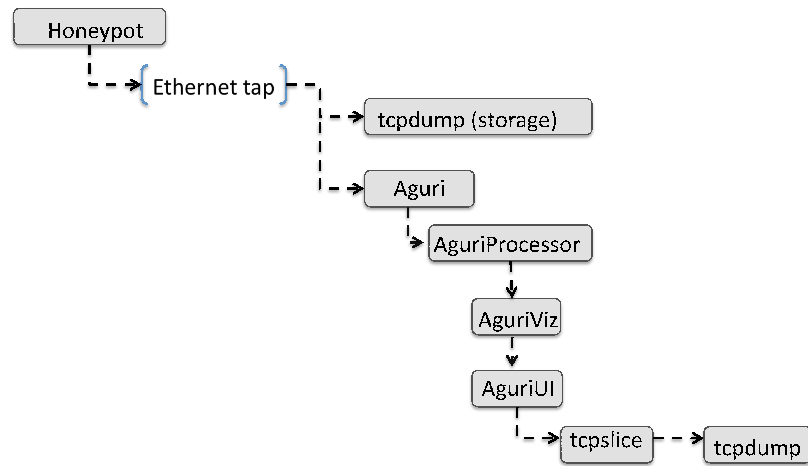 Honeypot
Ethernet tap
tcpdump (storage)
Aguri
AguriProcessor
AguriViz
AguriUI
tcpslice
tcpdump